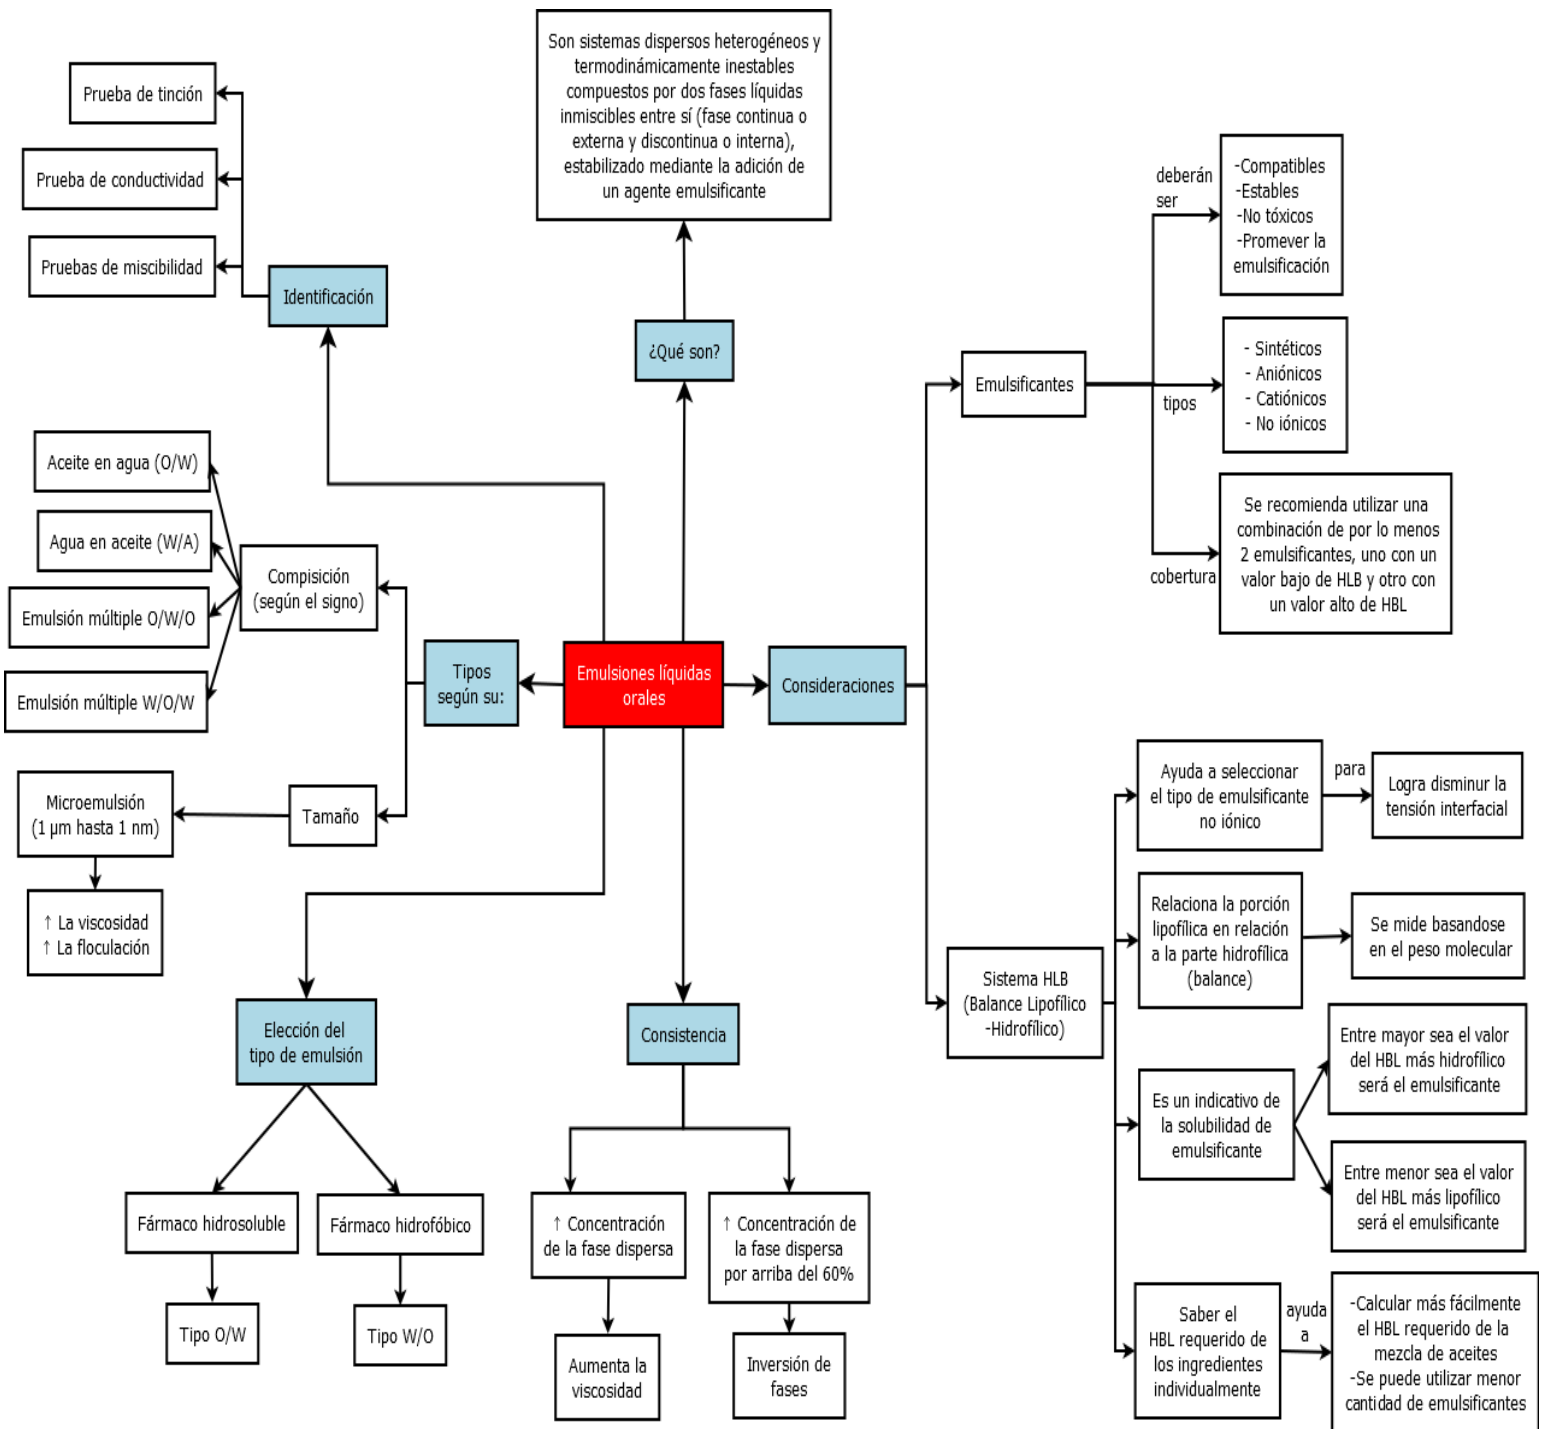 Son sistemas dispersos heterogéneos y
termodinámicamente inestables
compuestos por dos fases líquidas
inmiscibles entre sí (fase continua o
externa y discontinua o interna),
estabilizado mediante la adición de
un agente emulsificante
¿Qué son?
Prueba de tinción
Prueba de conductividad
Pruebas de miscibilidad
Identificación
Aceite en agua (O/W)
Agua en aceite (W/A)
Emulsión múltiple O/W/O
Emulsión múltiple W/O/W
Compisición
(según el signo)
Tipos
según su:
Emulsiones líquidas
orales
Consideraciones
Microemulsión
(1 μm hasta 1 nm)
Tamaño
↑ La viscosidad
↑ La floculación
Elección del
tipo de emulsión
Fármaco hidrosoluble
Fármaco hidrofóbico
Tipo O/W
Tipo W/O
Consistencia
↑ Concentración
de la fase dispersa
↑ Concentración de
la fase dispersa
por arriba del 60%
Aumenta la
viscosidad
Inversión de
fases
Emulsificantes
deberán
ser
-Compatibles
-Estables
-No tóxicos
-Promever la
emulsificación
tipos
- Sintéticos
- Aniónicos
- Catiónicos
- No iónicos
cobertura
Se recomienda utilizar una
combinación de por lo menos
2 emulsificantes, uno con un
valor bajo de HLB y otro con
un valor alto de HBL
Sistema HLB
(Balance Lipofílico
-Hidrofílico)
Ayuda a seleccionar
el tipo de emulsificante
no iónico
para
Logra disminur la
tensión interfacial
Relaciona la porción
lipofílica en relación
a la parte hidrofílica
(balance)
Se mide basandose
en el peso molecular
Es un indicativo de
la solubilidad de
emulsificante
Entre mayor sea el valor
del HBL más hidrofílico
será el emulsificante
Entre menor sea el valor
del HBL más lipofílico
será el emulsificante
Saber el
HBL requerido de
los ingredientes
individualmente
ayuda
a
-Calcular más fácilmente
el HBL requerido de la
mezcla de aceites
-Se puede utilizar menor
cantidad de emulsificantes